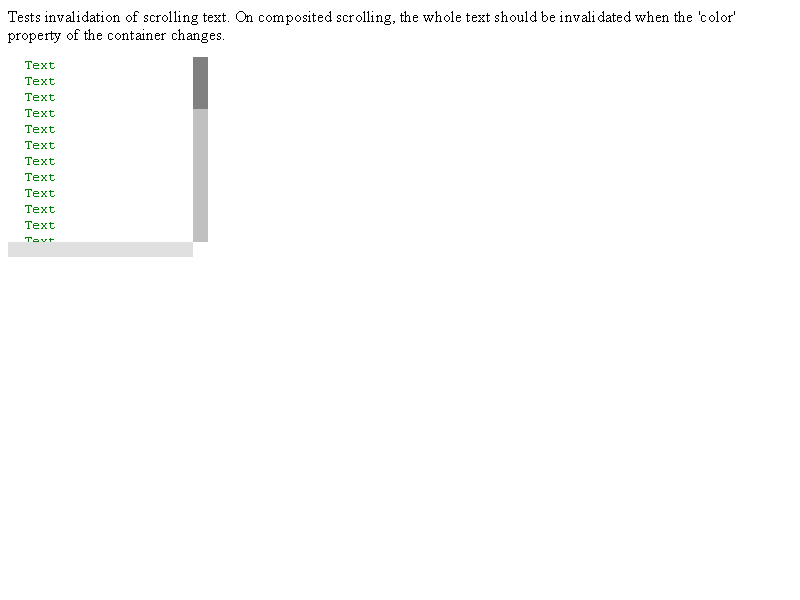 Tests invalidation of scrolling text. On composited scrolling, the whole text should be invalidated when the 'color'
property of the container changes.
Text
Text
Text
Text
Text
Text
Text
Text
Text
Text
Text
Text